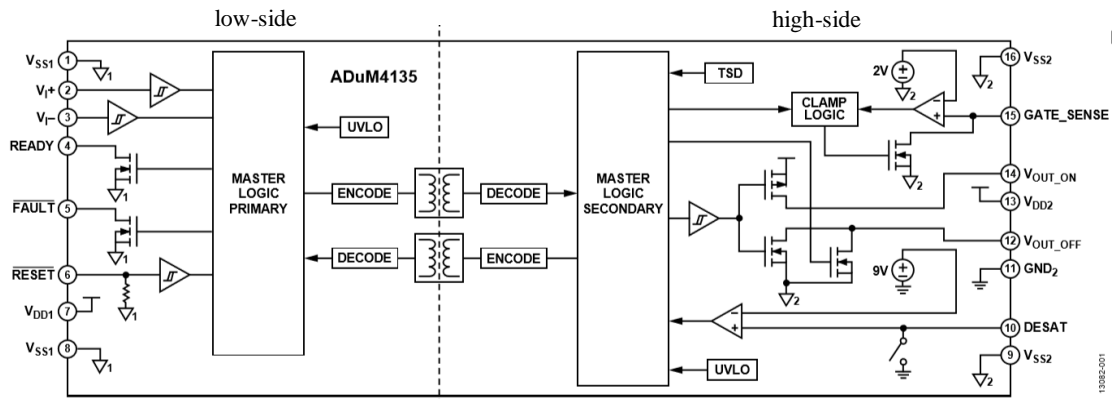 low-side
high-side
ADuM4135
VSS1 1
1
VI+ 2
VI− 3
READY 4
1
FAULT 5
1
RESET 6
1
VDD1 7
VSS1 8
1
MASTER
LOGIC
PRIMARY
UVLO
ENCODE
DECODE
DECODE
ENCODE
MASTER
LOGIC
SECONDARY
TSD
CLAMP
LOGIC
2V
2
2
2
9V
2
UVLO
16 VSS2
2
15 GATE_SENSE
14 VOUT_ON
13 VDD2
12 VOUT_OFF
11 GND2
10 DESAT
9 VSS2
13082-001